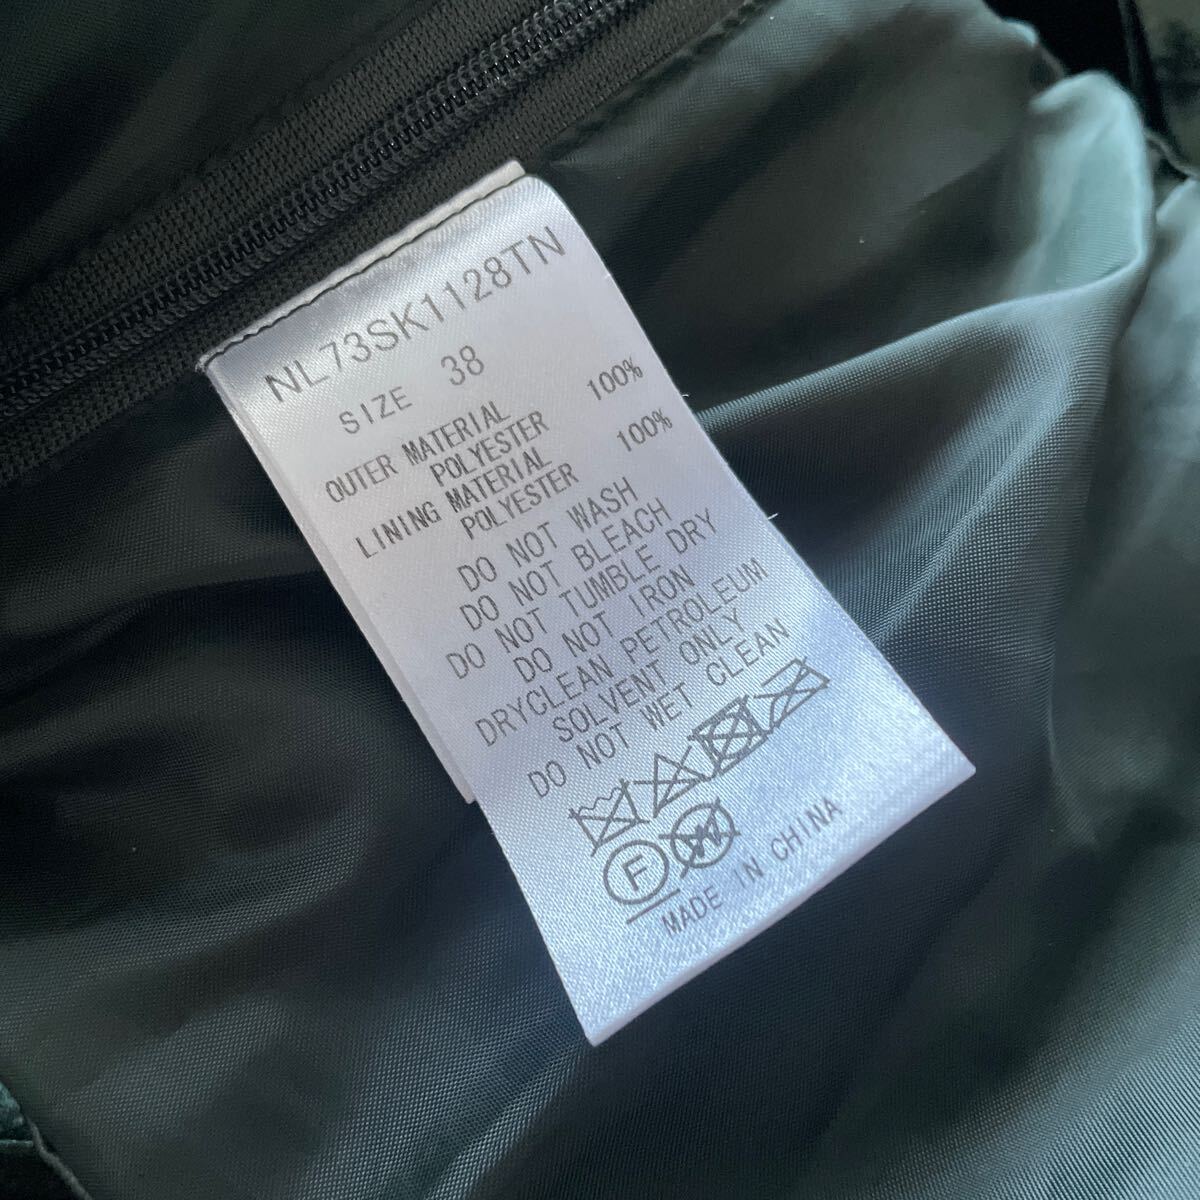 NL73SK1128TN
SIZE 38
OUTER MATERIAL
POLYESTER 100%
LINING MATERIAL
POLYESTER 100%
DO NOT WASH
DO NOT BLEACH
DO NOT TUMBLE DRY
DO NOT IRON
DRYCLEAN PETROLEUM
SOLVENT ONLY
DO NOT WET CLEAN
F W
MADE IN CHINA